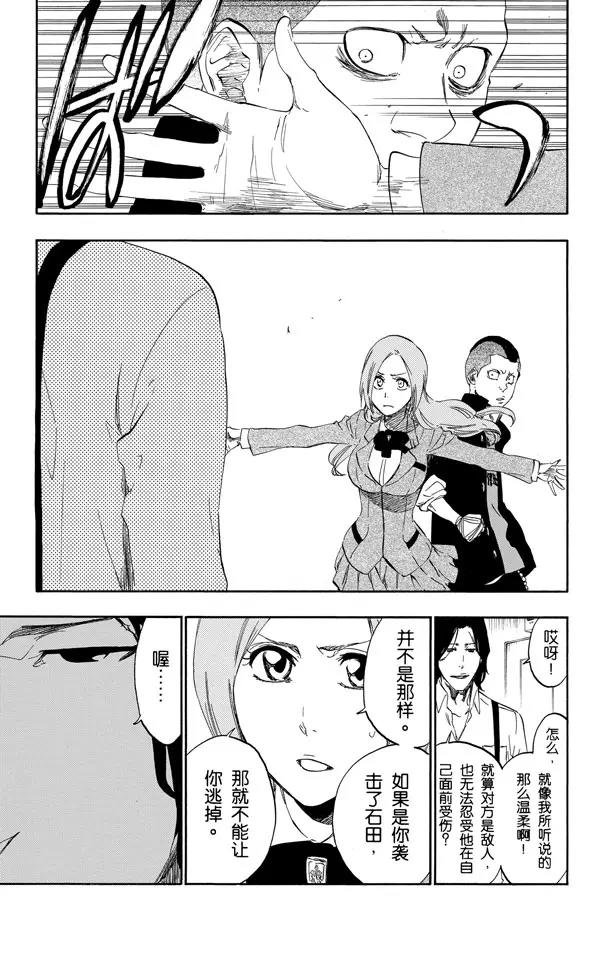 哎呀！
怎么，
就像我所听说的
那么温柔啊！
就算对方是敌人，
也无法忍受他在自
己面前受伤？
并不是那样。
如果是你袭
击了石田，
那就不能让
你逃掉。
喔……